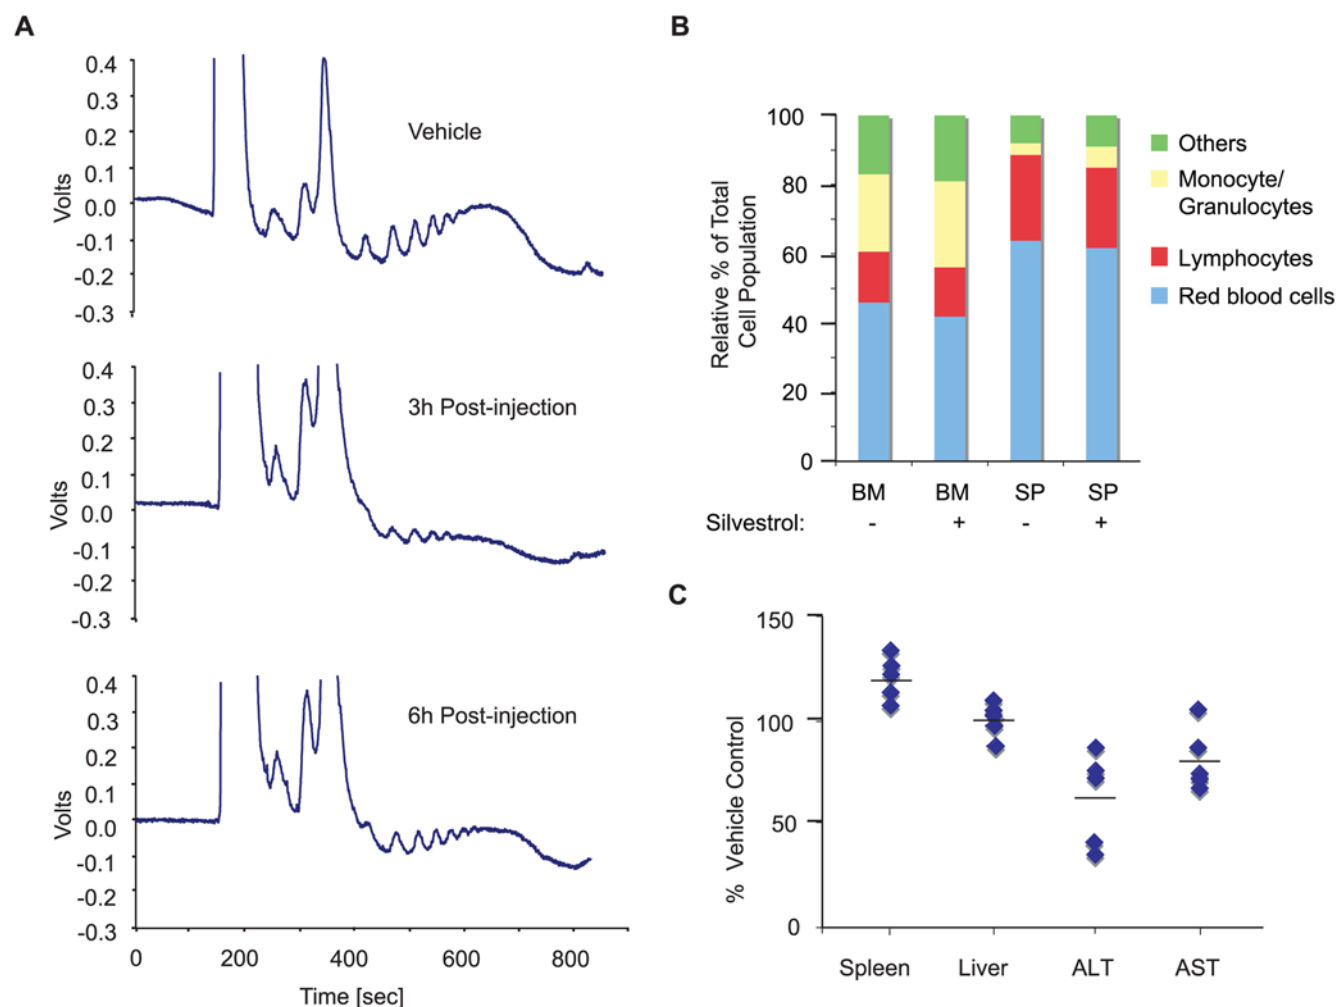 A
Volts
0.4
0.3
0.2
0.1
0.0
-0.1
-0.2
-0.3
Vehicle
Volts
0.4
0.3
0.2
0.1
0.0
-0.1
-0.2
-0.3
3h Post-injection
Volts
0.4
0.3
0.2
0.1
0.0
-0.1
-0.2
-0.3
6h Post-injection
0 200 400 600 800
Time [sec]
B
Relative % of Total
Cell Population
100
80
60
40
20
0
BM BM SP SP
Silvestrol: - + - +
Others
Monocyte/
Granulocytes
Lymphocytes
Red blood cells
C
% Vehicle Control
150
100
50
0
Spleen Liver ALT AST